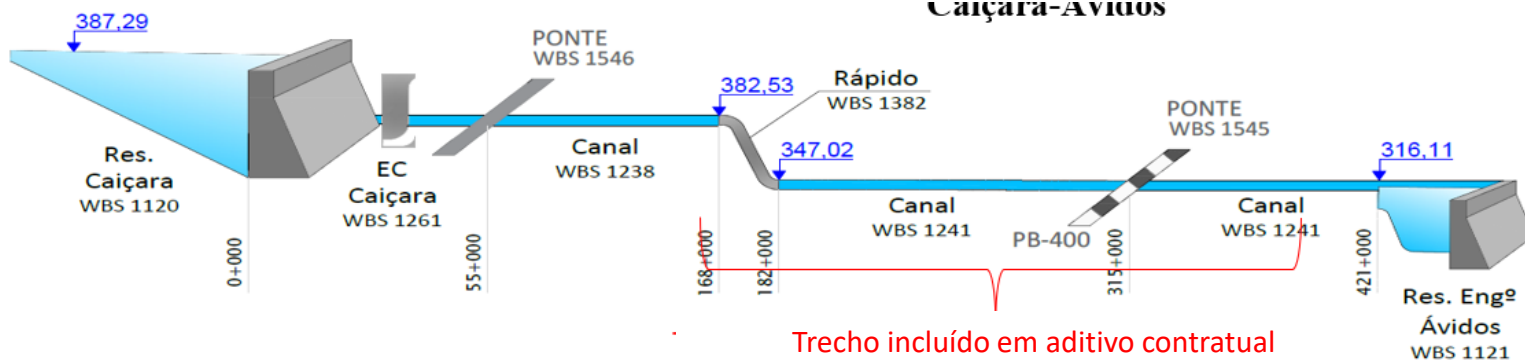 Caiçara-Avidos
387,29
PONTE
WBS 1546
382,53
Rápido
WBS 1382
PONTE
WBS 1545
347,02
316,11
Res.
Caiçara
WBS 1120
EC
Caiçara
WBS 1261
Canal
WBS 1238
Canal
WBS 1241
PB-400
Canal
WBS 1241
0+000
55+000
168+000
182+000
315+000
421+000
Res. Engº
Ávidos
WBS 1121
Trecho incluído em aditivo contratual